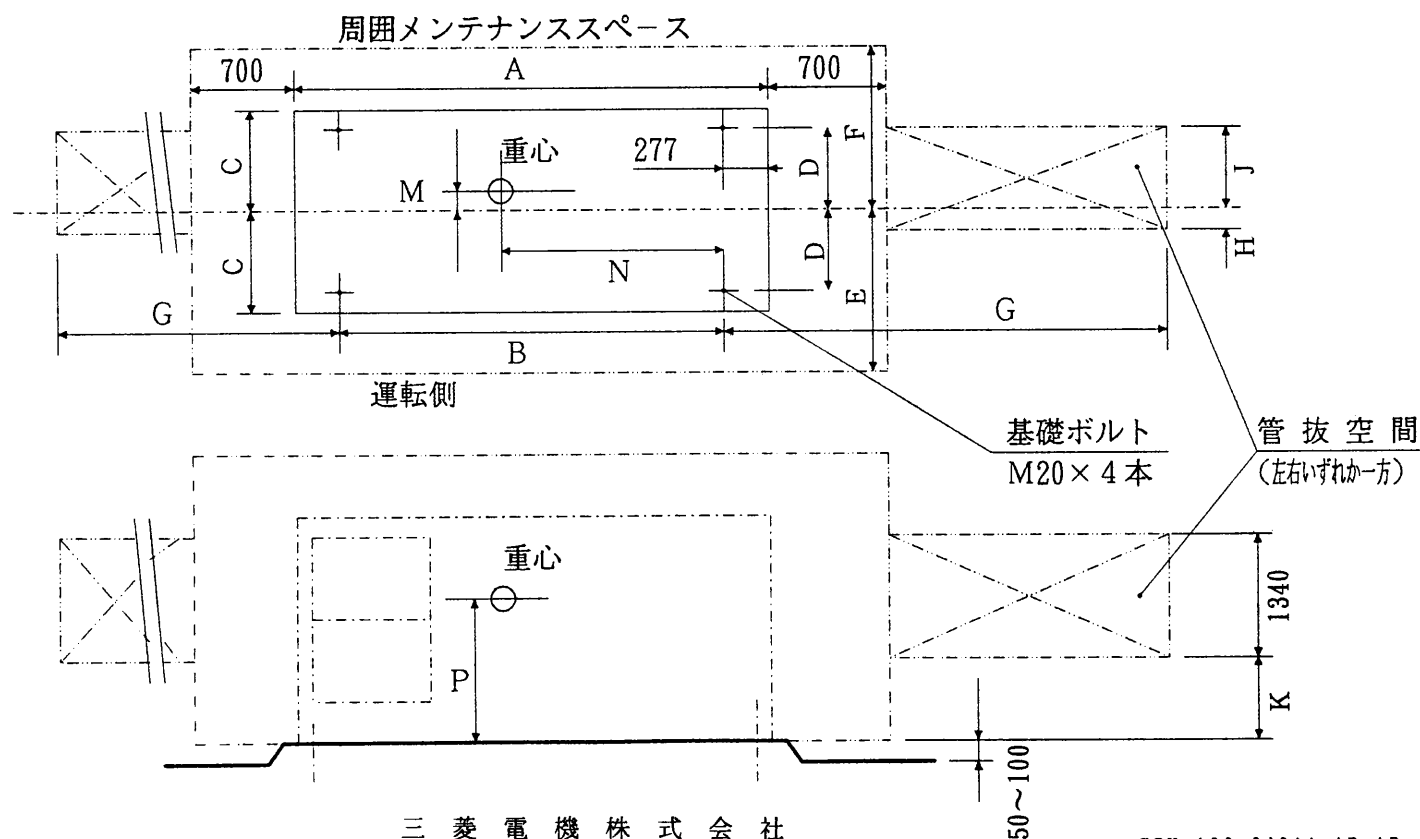 周囲メンテナンススペース
700
A
700
C
重心
277
D
F
J
M
C
N
D
E
H
G
B
G
運転側
基礎ボルト
M20×4本
管抜空間
(左右いずれか一方)
重心
P
1340
K
50~100
三菱電機株式会社